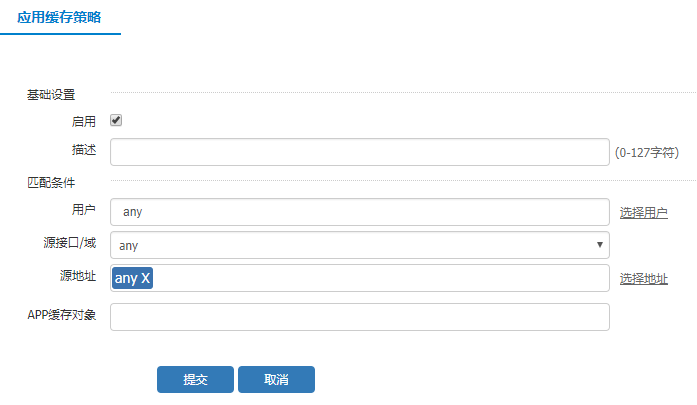 应用缓存策略
基础设置
启用
描述 (0-127字符)
匹配条件
用户 any 选择用户
源接口/域 any
源地址 any X 选择地址
APP缓存对象
提交 取消